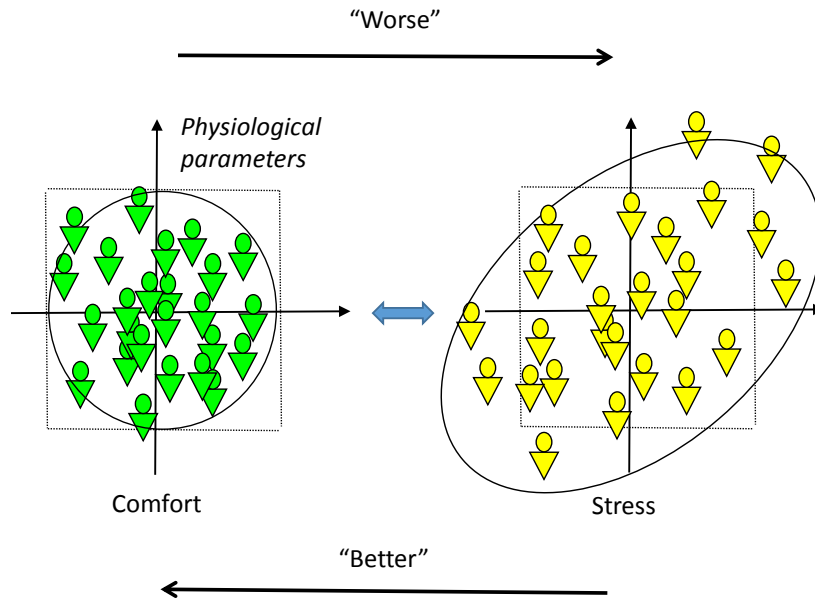 “Worse”
Physiological
parameters
Comfort
Stress
“Better”